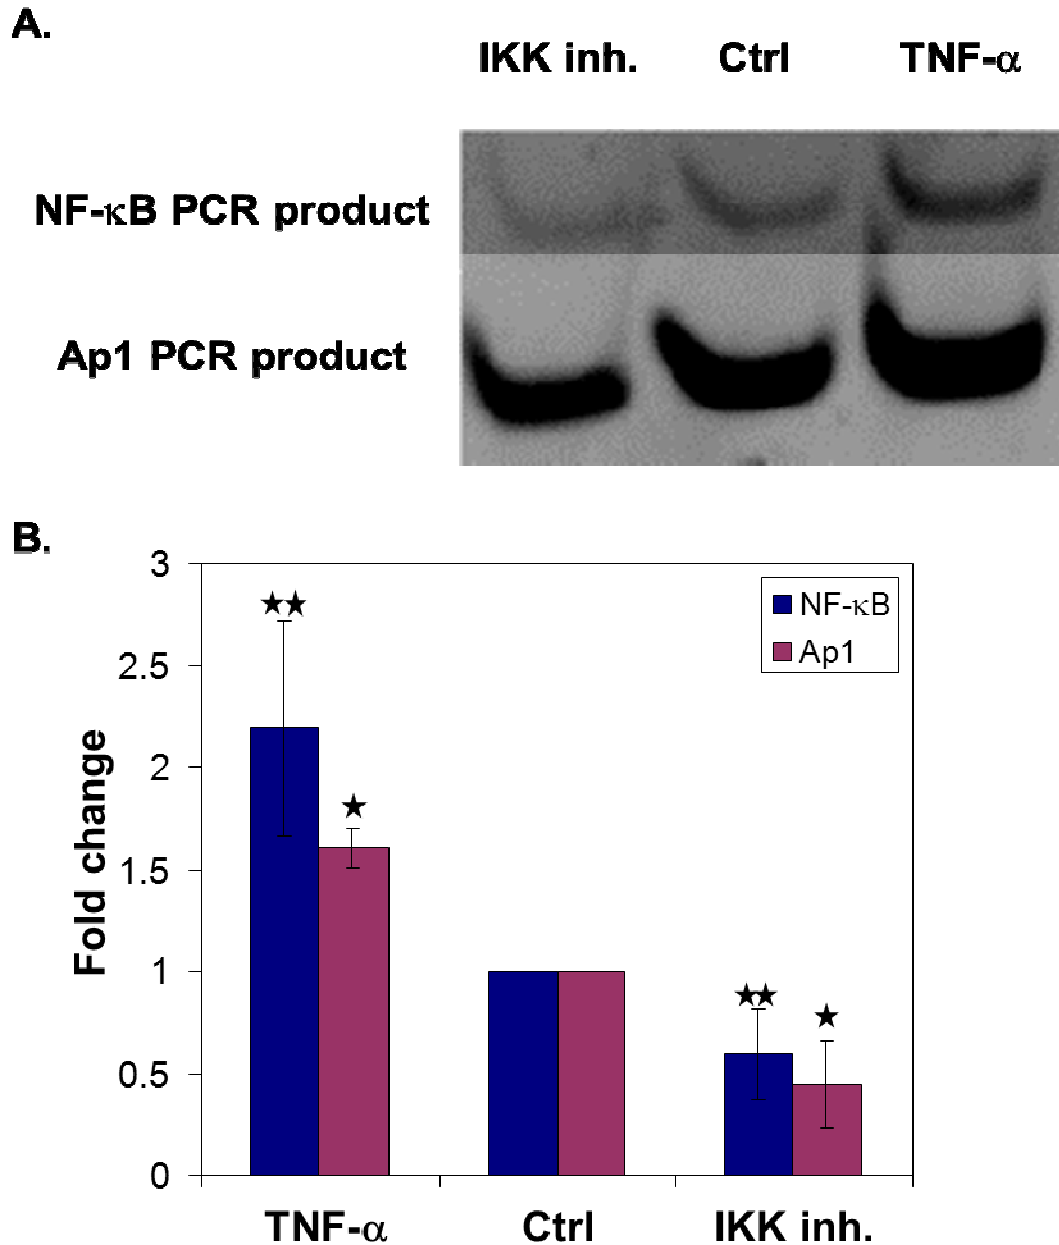 A.
IKK inh. Ctrl TNF-α
NF-κB PCR product
Ap1 PCR product
B.
3
2.5
2
1.5
1
0.5
0
Fold change
★★
★
★★
★
NF-κB
Ap1
TNF-α Ctrl IKK inh.